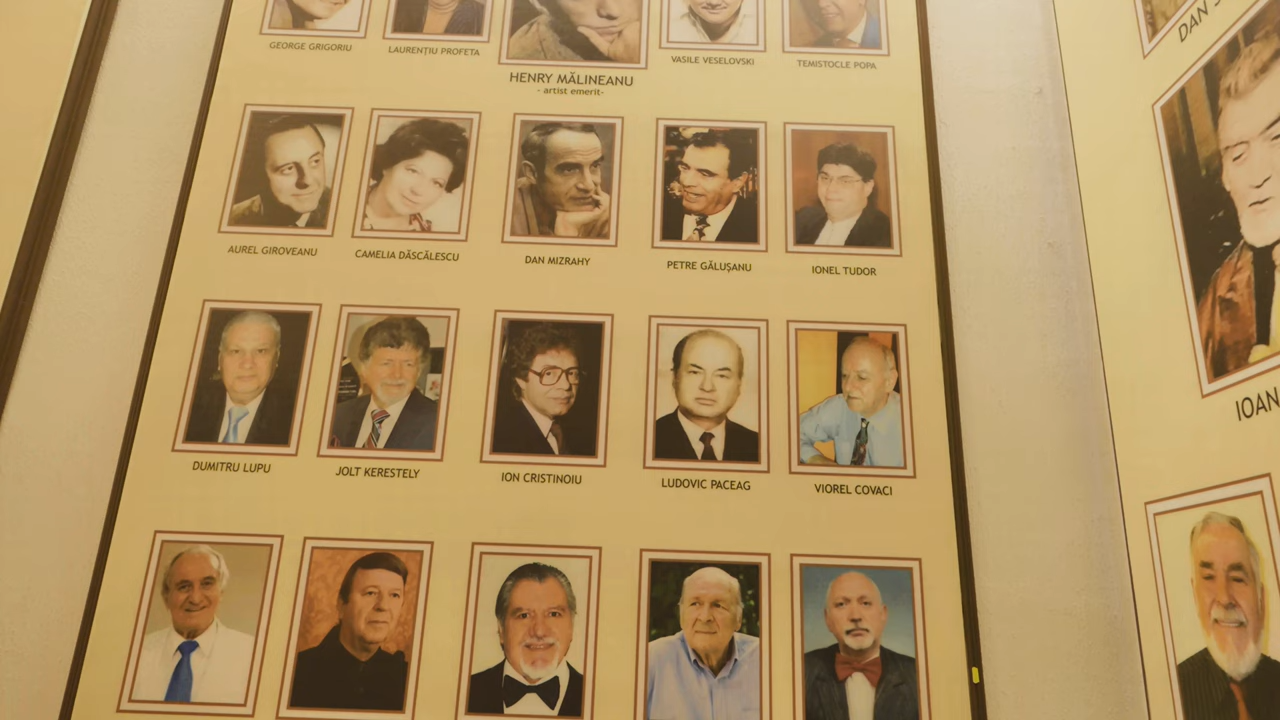 GEORGE GRIGORIU
LAURENȚIU PROFETA
HENRY MĂLINEANU
- artist emerit-
VASILE VESELOVSKI
TEMISTOCLE POPA
DAN
AUREL GIROVEANU
CAMELIA DĂSCĂLESCU
DAN MIZRAHY
PETRE GĂLUȘANU
IONEL TUDOR
IOAN
DUMITRU LUPU
JOLT KERESTELY
ION CRISTINOIU
LUDOVIC PACEAG
VIOREL COVACI